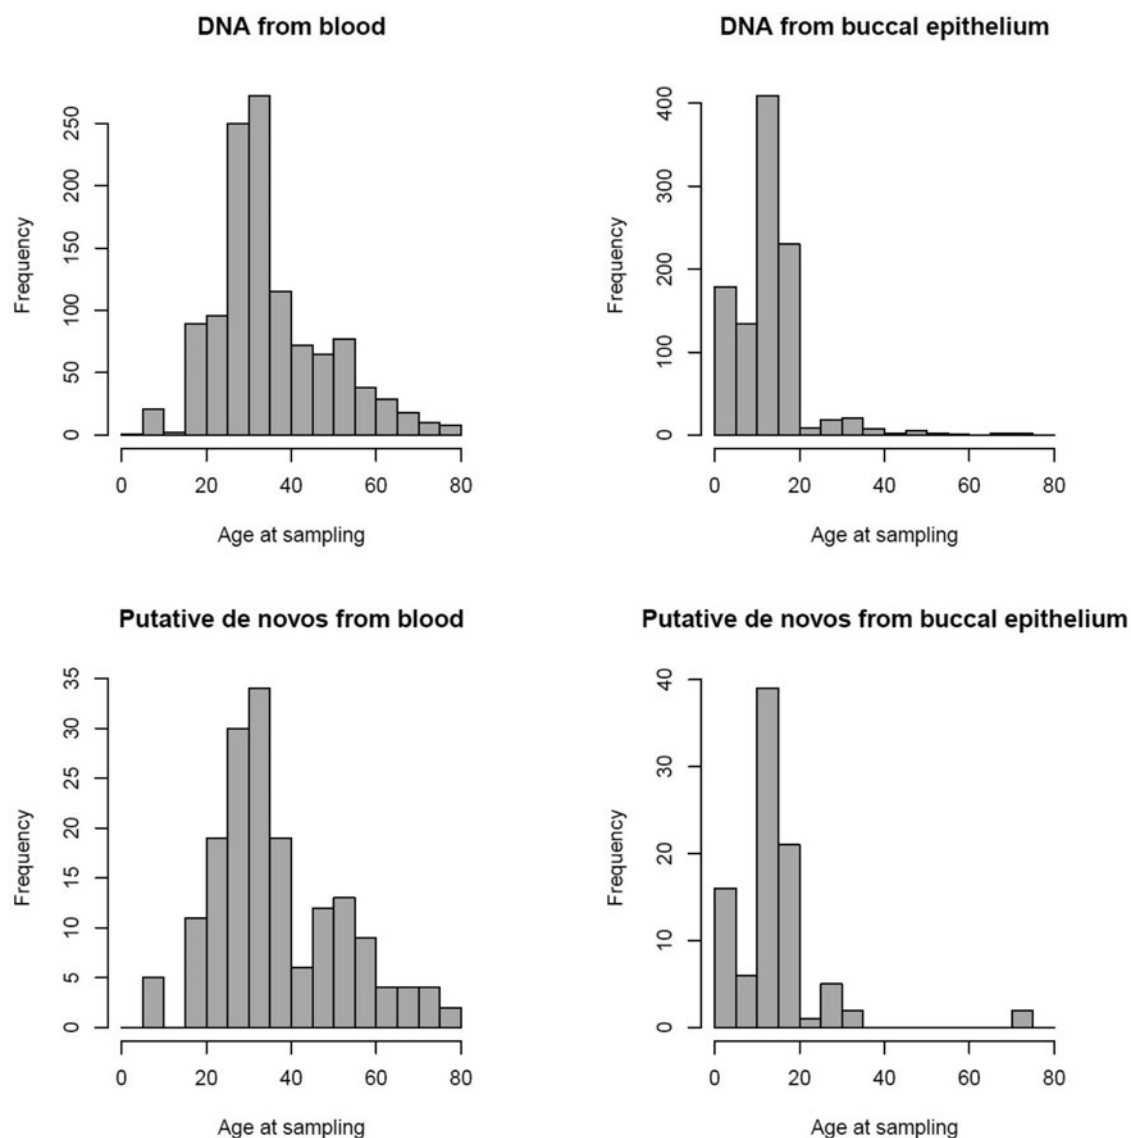 DNA from blood
DNA from buccal epithelium
Frequency
0 50 100 150 200 250
0 20 40 60 80
Age at sampling
Frequency
0 100 200 300 400
0 20 40 60 80
Age at sampling
Putative de novos from blood
Putative de novos from buccal epithelium
Frequency
0 5 10 15 20 25 30 35
0 20 40 60 80
Age at sampling
Frequency
0 10 20 30 40
0 20 40 60 80
Age at sampling